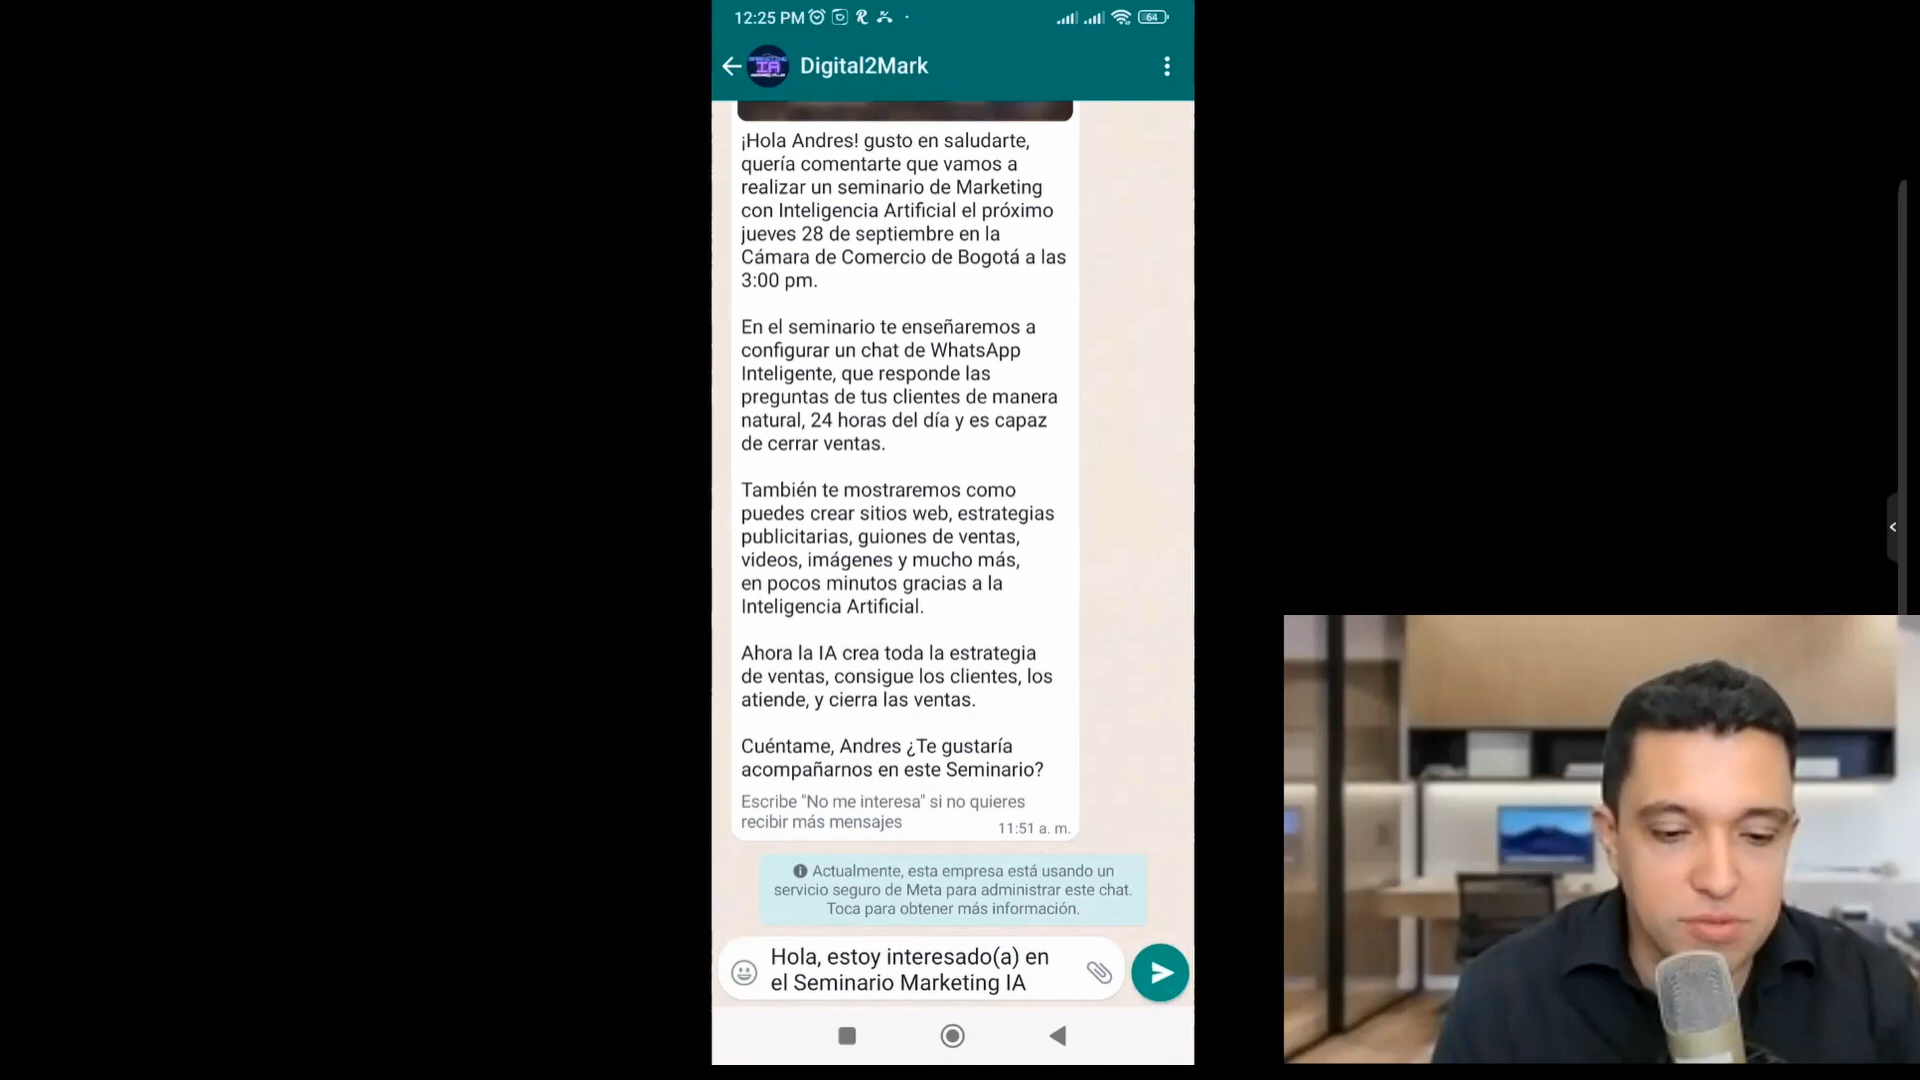 12:25 PM
64
Digital2Mark
IA
¡Hola Andres! gusto en saludarte,
quería comentarte que vamos a
realizar un seminario de Marketing
con Inteligencia Artificial el próximo
jueves 28 de septiembre en la
Cámara de Comercio de Bogotá a las
3:00 pm.
En el seminario te enseñaremos a
configurar un chat de WhatsApp
Inteligente, que responde las
preguntas de tus clientes de manera
natural, 24 horas del día y es capaz
de cerrar ventas.
También te mostraremos como
puedes crear sitios web, estrategias
publicitarias, guiones de ventas,
videos, imágenes y mucho más,
en pocos minutos gracias a la
Inteligencia Artificial.
Ahora la IA crea toda la estrategia
de ventas, consigue los clientes, los
atiende, y cierra las ventas.
Cuéntame, Andres ¿Te gustaría
acompañarnos en este Seminario?
Escribe "No me interesa" si no quieres
recibir más mensajes
11:51 a. m.
Actualmente, esta empresa está usando un
servicio seguro de Meta para administrar este chat.
Toca para obtener más información.
Hola, estoy interesado(a) en
el Seminario Marketing IA